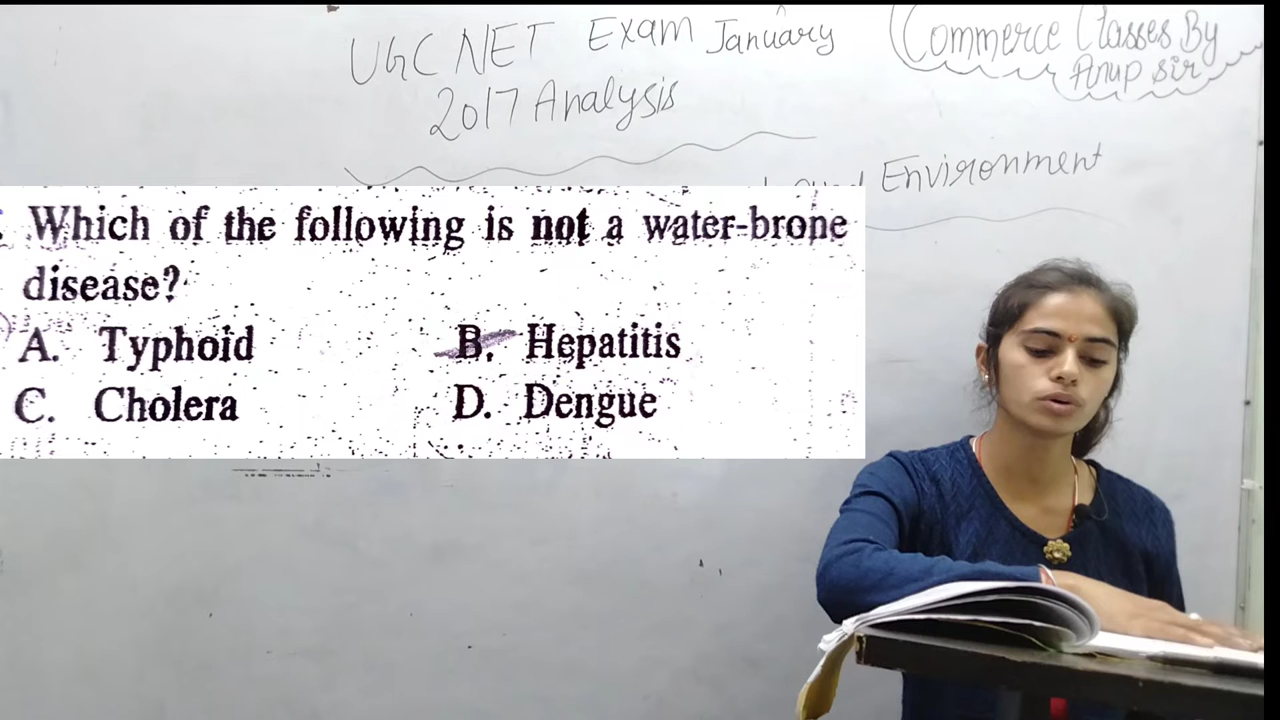 UGC NET Exam January
2017 Analysis
Commerce Classes By
Anup sir
Environment
Which of the following is not a water-brone
disease?
A. Typhoid
B. Hepatitis
C. Cholera
D. Dengue